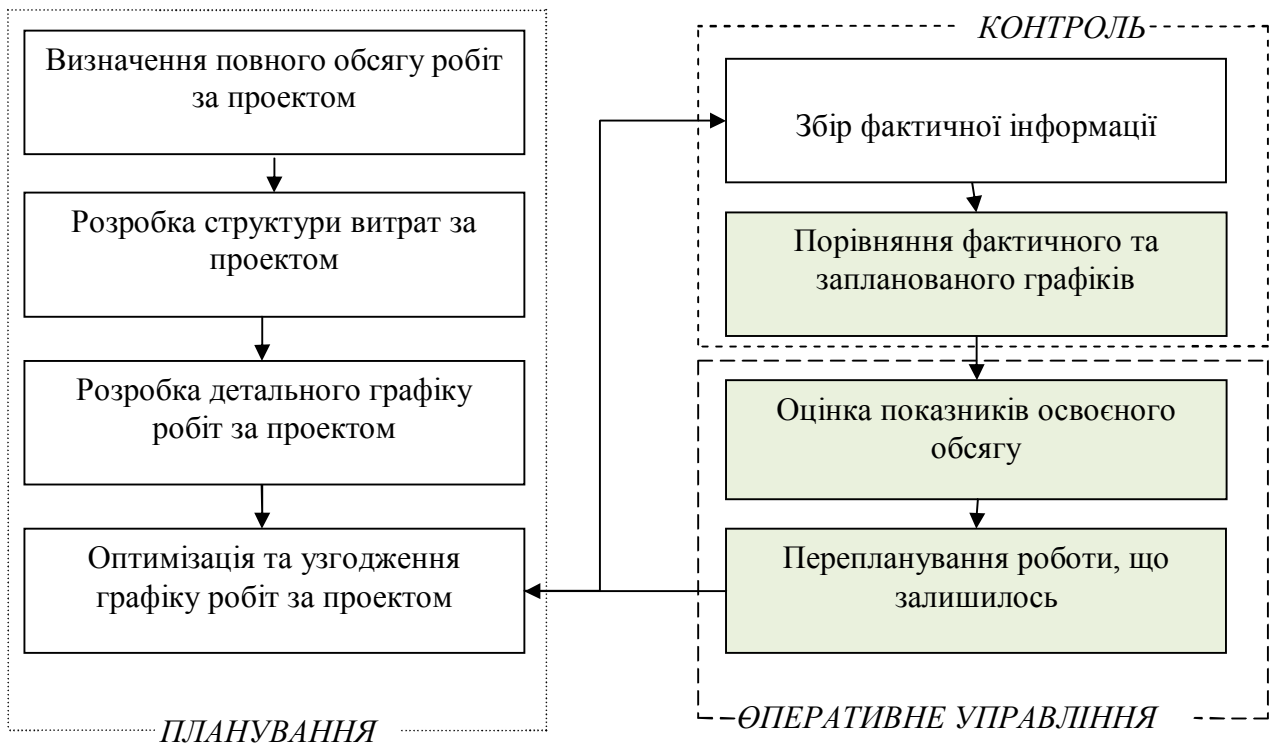 Визначення повного обсягу робіт
за проектом
Розробка структури витрат за
проектом
Розробка детального графіку
робіт за проектом
Оптимізація та узгодження
графіку робіт за проектом
ПЛАНУВАННЯ
КОНТРОЛЬ
Збір фактичної інформації
Порівняння фактичного та
запланованого графіків
Оцінка показників освоєного
обсягу
Перепланування роботи, що
залишилось
ОПЕРАТИВНЕ УПРАВЛІННЯ